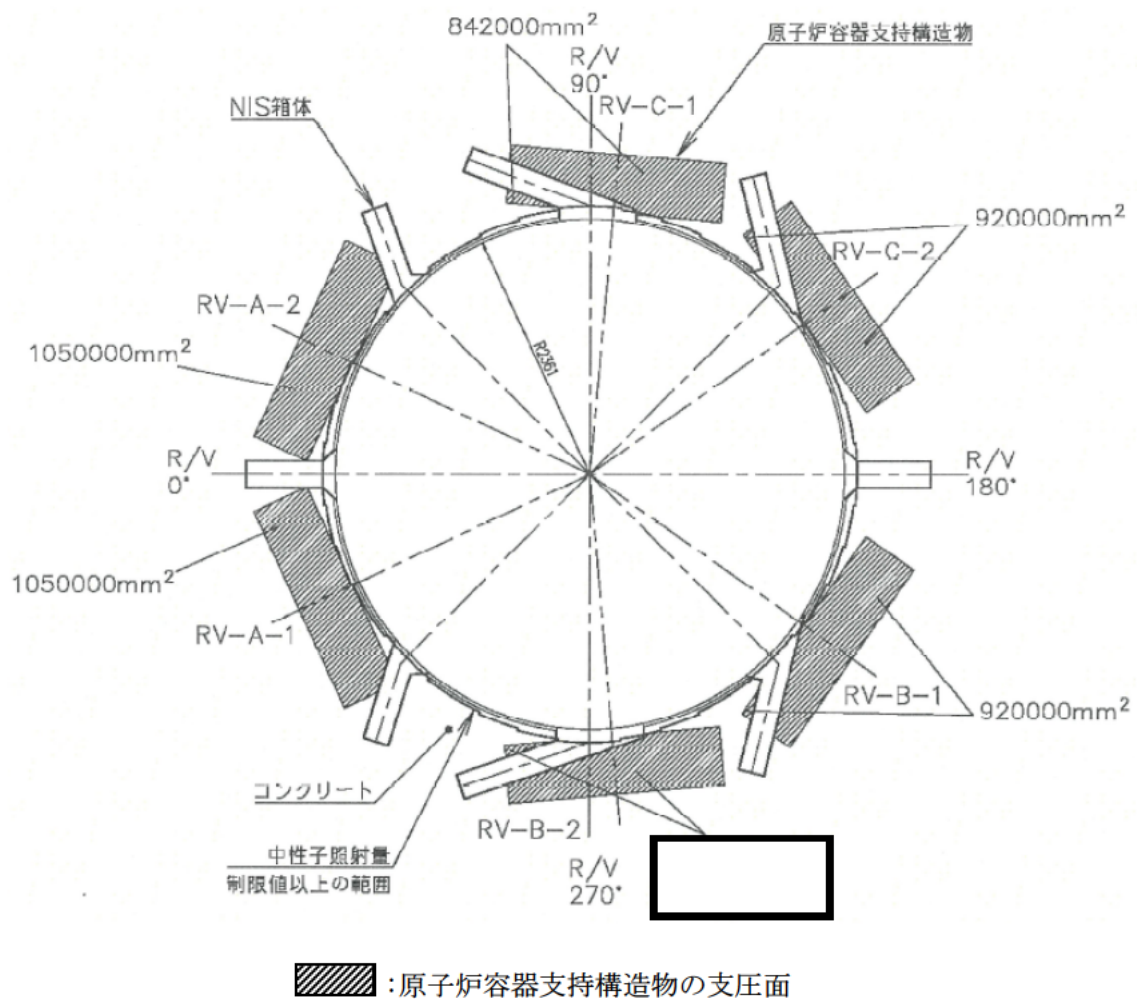 842000mm²
原子炉容器支持構造物
R/V
90°
RV-C-1
NIS箱体
920000mm²
RV-C-2
RV-A-2
R2361
1050000mm²
R/V
0°
R/V
180°
1050000mm²
RV-A-1
RV-B-1
920000mm²
コンクリート
RV-B-2
中性子照射量
制限値以上の範囲
R/V
270°
:原子炉容器支持構造物の支圧面